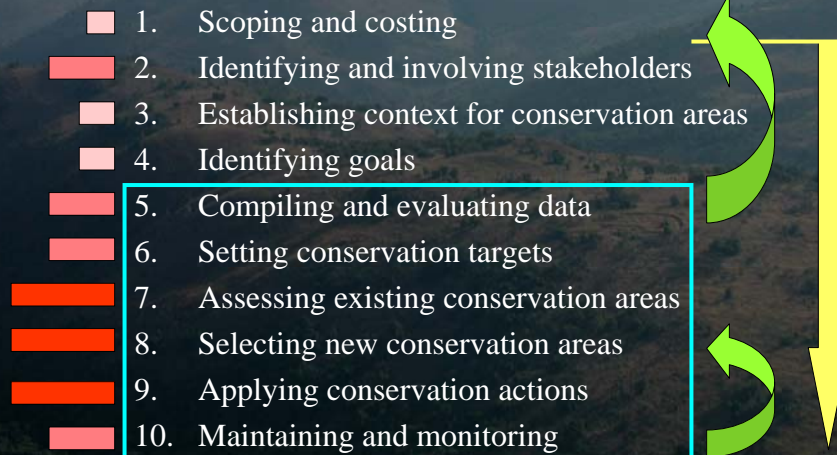 1. Scoping and costing
2. Identifying and involving stakeholders
3. Establishing context for conservation areas
4. Identifying goals
5. Compiling and evaluating data
6. Setting conservation targets
7. Assessing existing conservation areas
8. Selecting new conservation areas
9. Applying conservation actions
10. Maintaining and monitoring